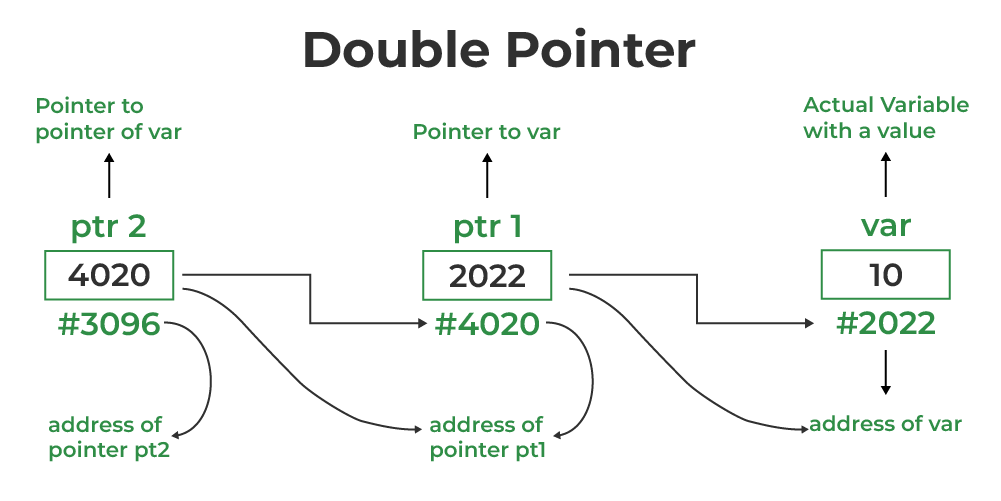 Double Pointer
Pointer to
pointer of var
Pointer to var
Actual Variable
with a value
ptr 2
ptr 1
var
4020
2022
10
#3096
#4020
#2022
address of
pointer pt2
address of
pointer pt1
address of var